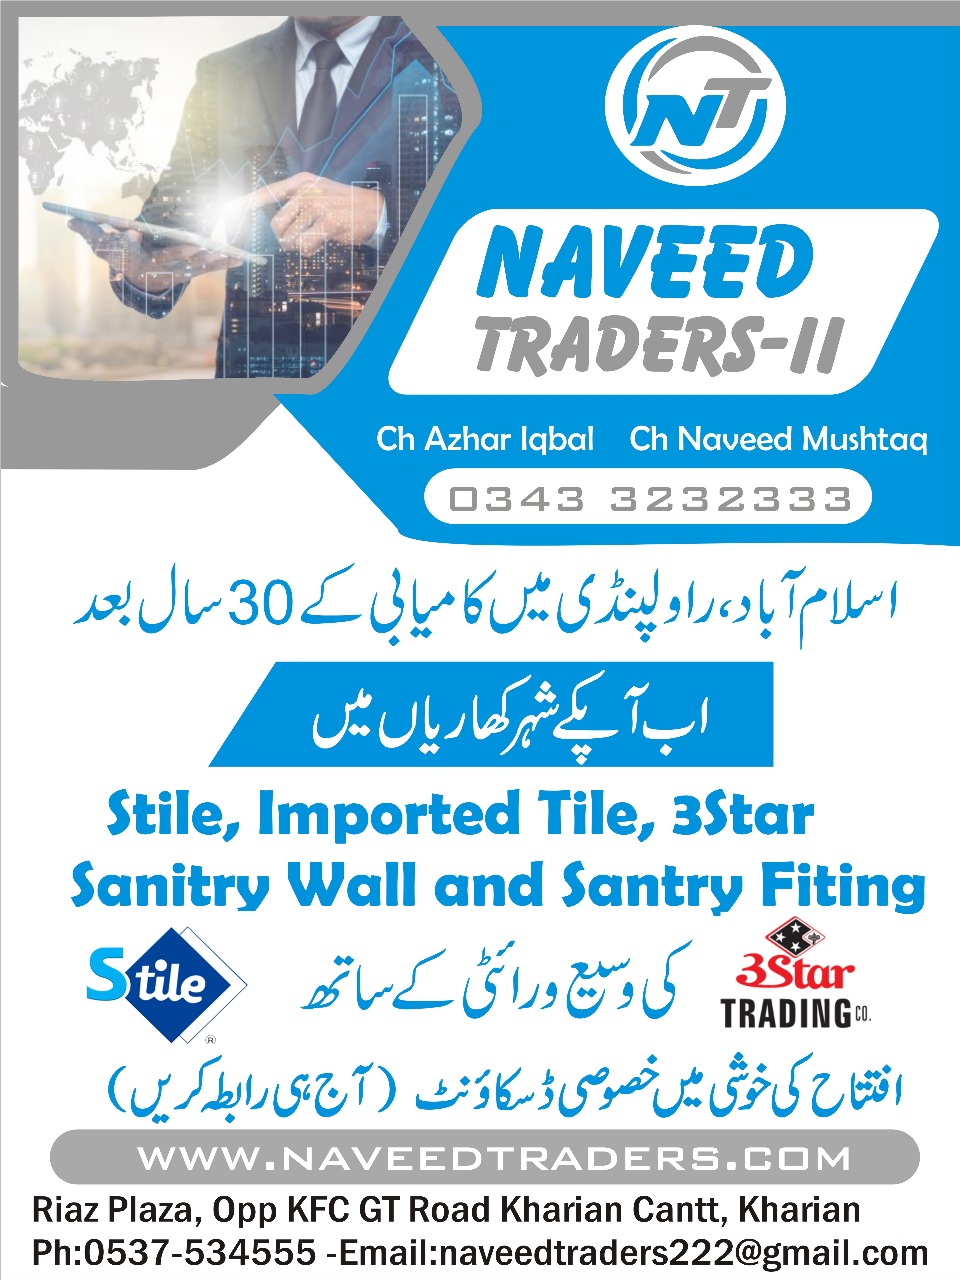 NT
NAVEED
TRADERS-II
Ch Azhar Iqbal Ch Naveed Mushtaq
0343 3232333
اسلام آباد، راولپنڈی میں کامیابی کے 30 سال بعد
اب آپکے شہر کھاریاں میں
Stile, Imported Tile, 3Star
Sanitry Wall and Santry Fiting
Stile ®
کی وسیع ورائٹی کے ساتھ
3Star
TRADING CO.
افتتاح کی خوشی میں خصوصی ڈسکاؤنٹ (آج ہی رابطہ کریں)
WWW.NAVEEDTRADERS.COM
Riaz Plaza, Opp KFC GT Road Kharian Cantt, Kharian
Ph:0537-534555 -Email:naveedtraders222@gmail.com